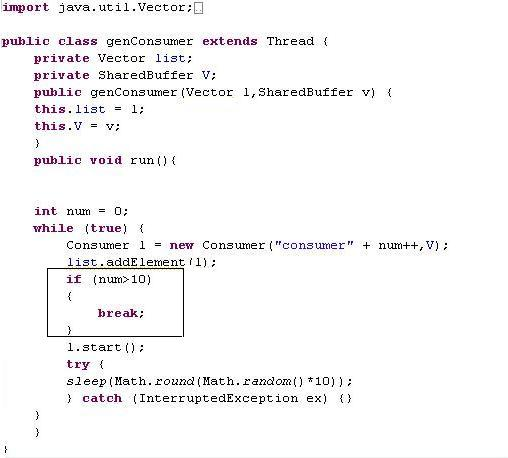 import java.util.Vector;
public class genConsumer extends Thread {
private Vector list;
private SharedBuffer V;
public genConsumer(Vector l,SharedBuffer v) {
this.list = l;
this.V = v;
}
public void run(){
int num = 0;
while (true) {
Consumer l = new Consumer("consumer" + num++,V);
list.addElement(l);
if (num>10)
{
break;
}
l.start();
try {
sleep(Math.round(Math.random()*10));
} catch (InterruptedException ex) {}
}
}
}